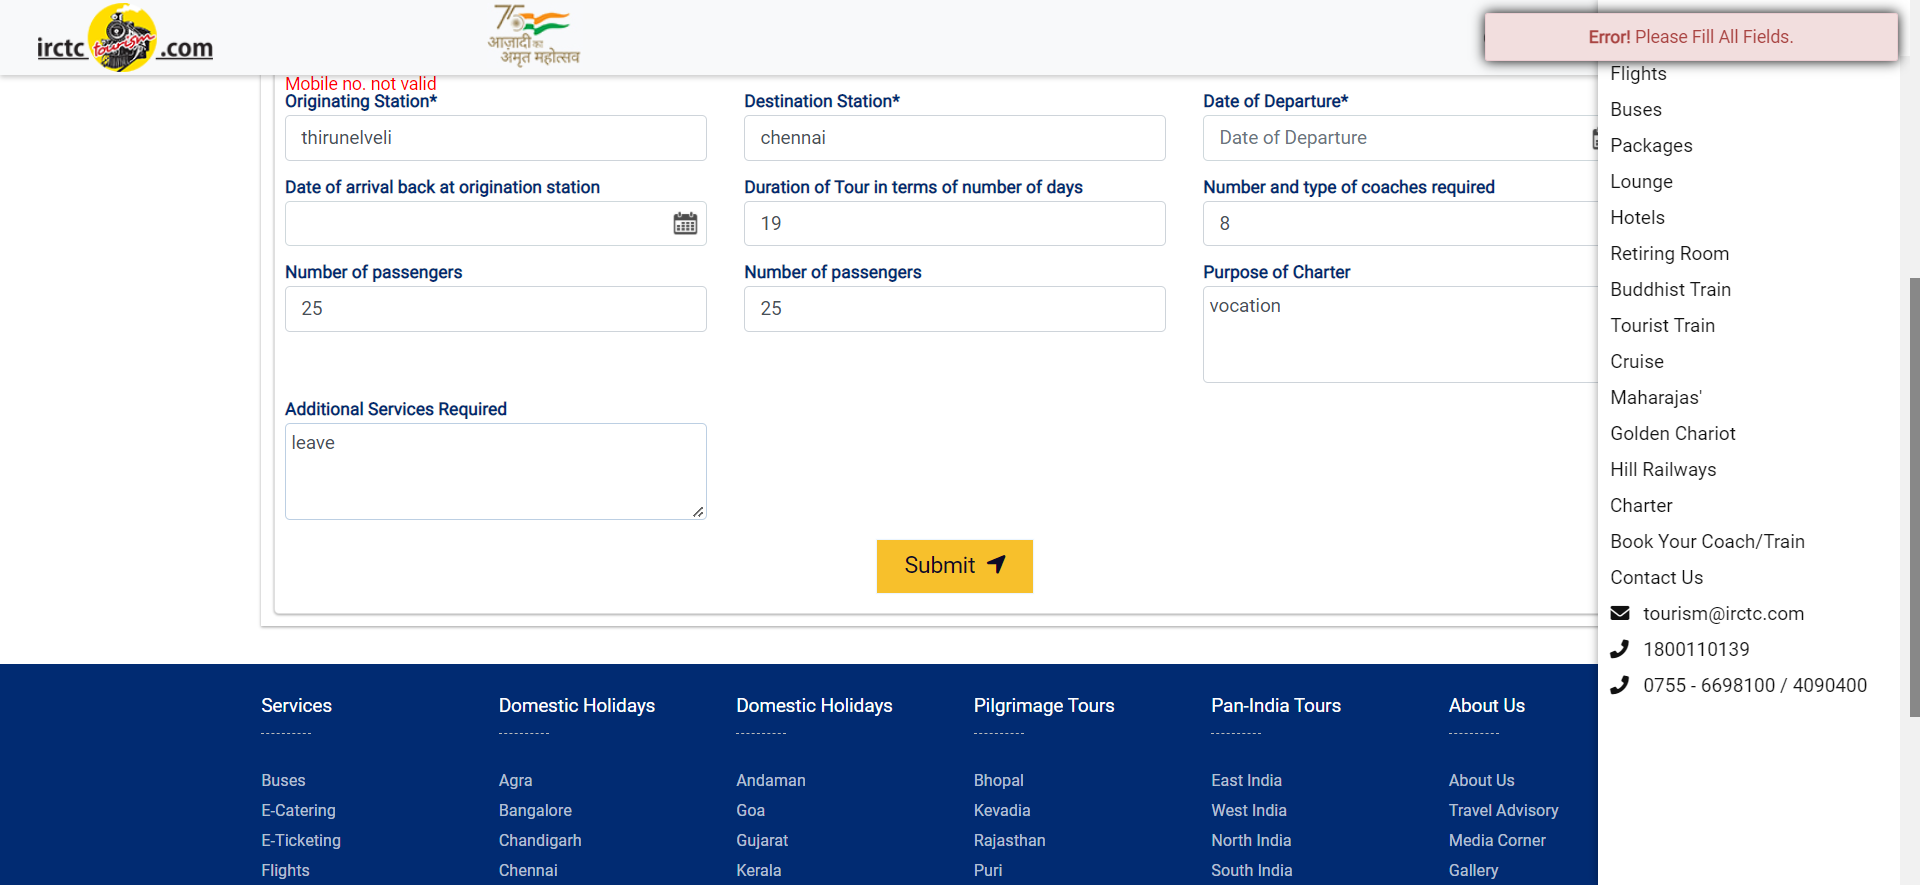 irctc tourism .com
75
आज़ादी का
अमृत महोत्सव
Error! Please Fill All Fields.
Mobile no. not valid
Originating Station*
Destination Station*
Date of Departure*
thirunelveli
chennai
Date of Departure
Date of arrival back at origination station
Duration of Tour in terms of number of days
Number and type of coaches required
19
8
Number of passengers
Number of passengers
Purpose of Charter
25
25
vocation
Additional Services Required
leave
Submit
Flights
Buses
Packages
Lounge
Hotels
Retiring Room
Buddhist Train
Tourist Train
Cruise
Maharajas'
Golden Chariot
Hill Railways
Charter
Book Your Coach/Train
Contact Us
tourism@irctc.com
1800110139
0755 - 6698100 / 4090400
Services
Domestic Holidays
Domestic Holidays
Pilgrimage Tours
Pan-India Tours
About Us
Buses
Agra
Andaman
Bhopal
East India
About Us
E-Catering
Bangalore
Goa
Kevadia
West India
Travel Advisory
E-Ticketing
Chandigarh
Gujarat
Rajasthan
North India
Media Corner
Flights
Chennai
Kerala
Puri
South India
Gallery